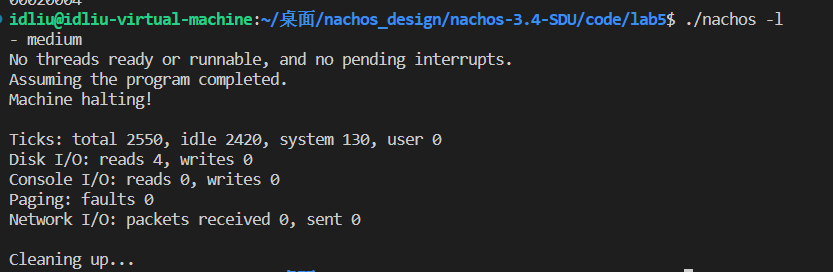 00020004
idliu@idliu-virtual-machine:~/桌面/nachos_design/nachos-3.4-SDU/code/lab5$ ./nachos -l
- medium
No threads ready or runnable, and no pending interrupts.
Assuming the program completed.
Machine halting!
Ticks: total 2550, idle 2420, system 130, user 0
Disk I/O: reads 4, writes 0
Console I/O: reads 0, writes 0
Paging: faults 0
Network I/O: packets received 0, sent 0
Cleaning up...